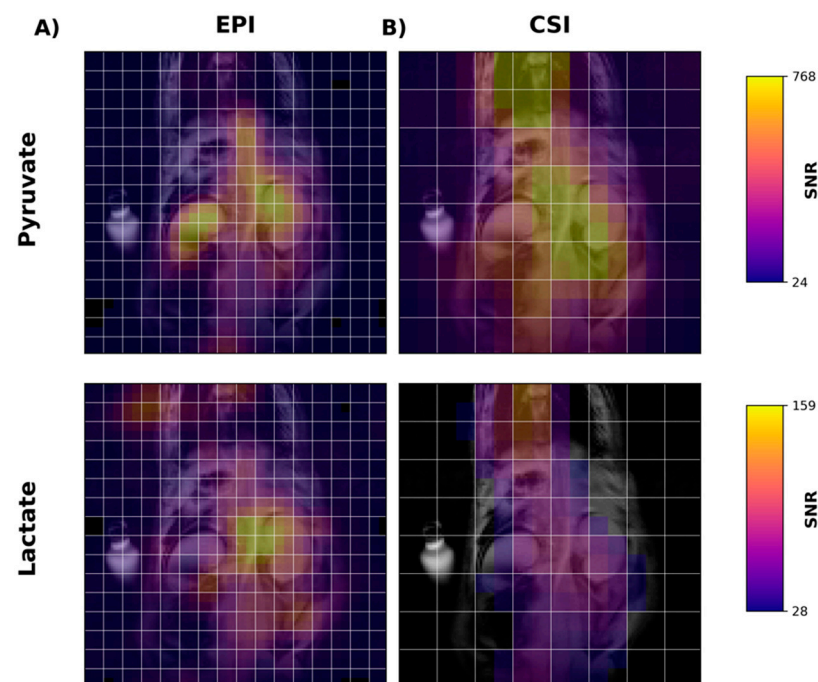 A)
EPI
B)
CSI
Pyruvate
768
SNR
24
Lactate
159
SNR
28